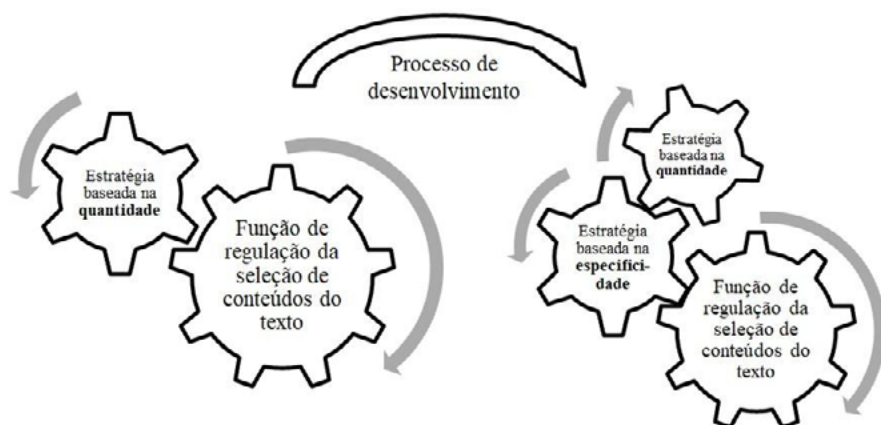 Processo de
desenvolvimento
Estratégia
baseada na
quantidade
Função de
regulação da
seleção de
conteúdos do
texto
Estratégia
baseada na
quantidade
Estratégia
baseada na
especifici-
dade
Função de
regulação da
seleção de
conteúdos do
texto